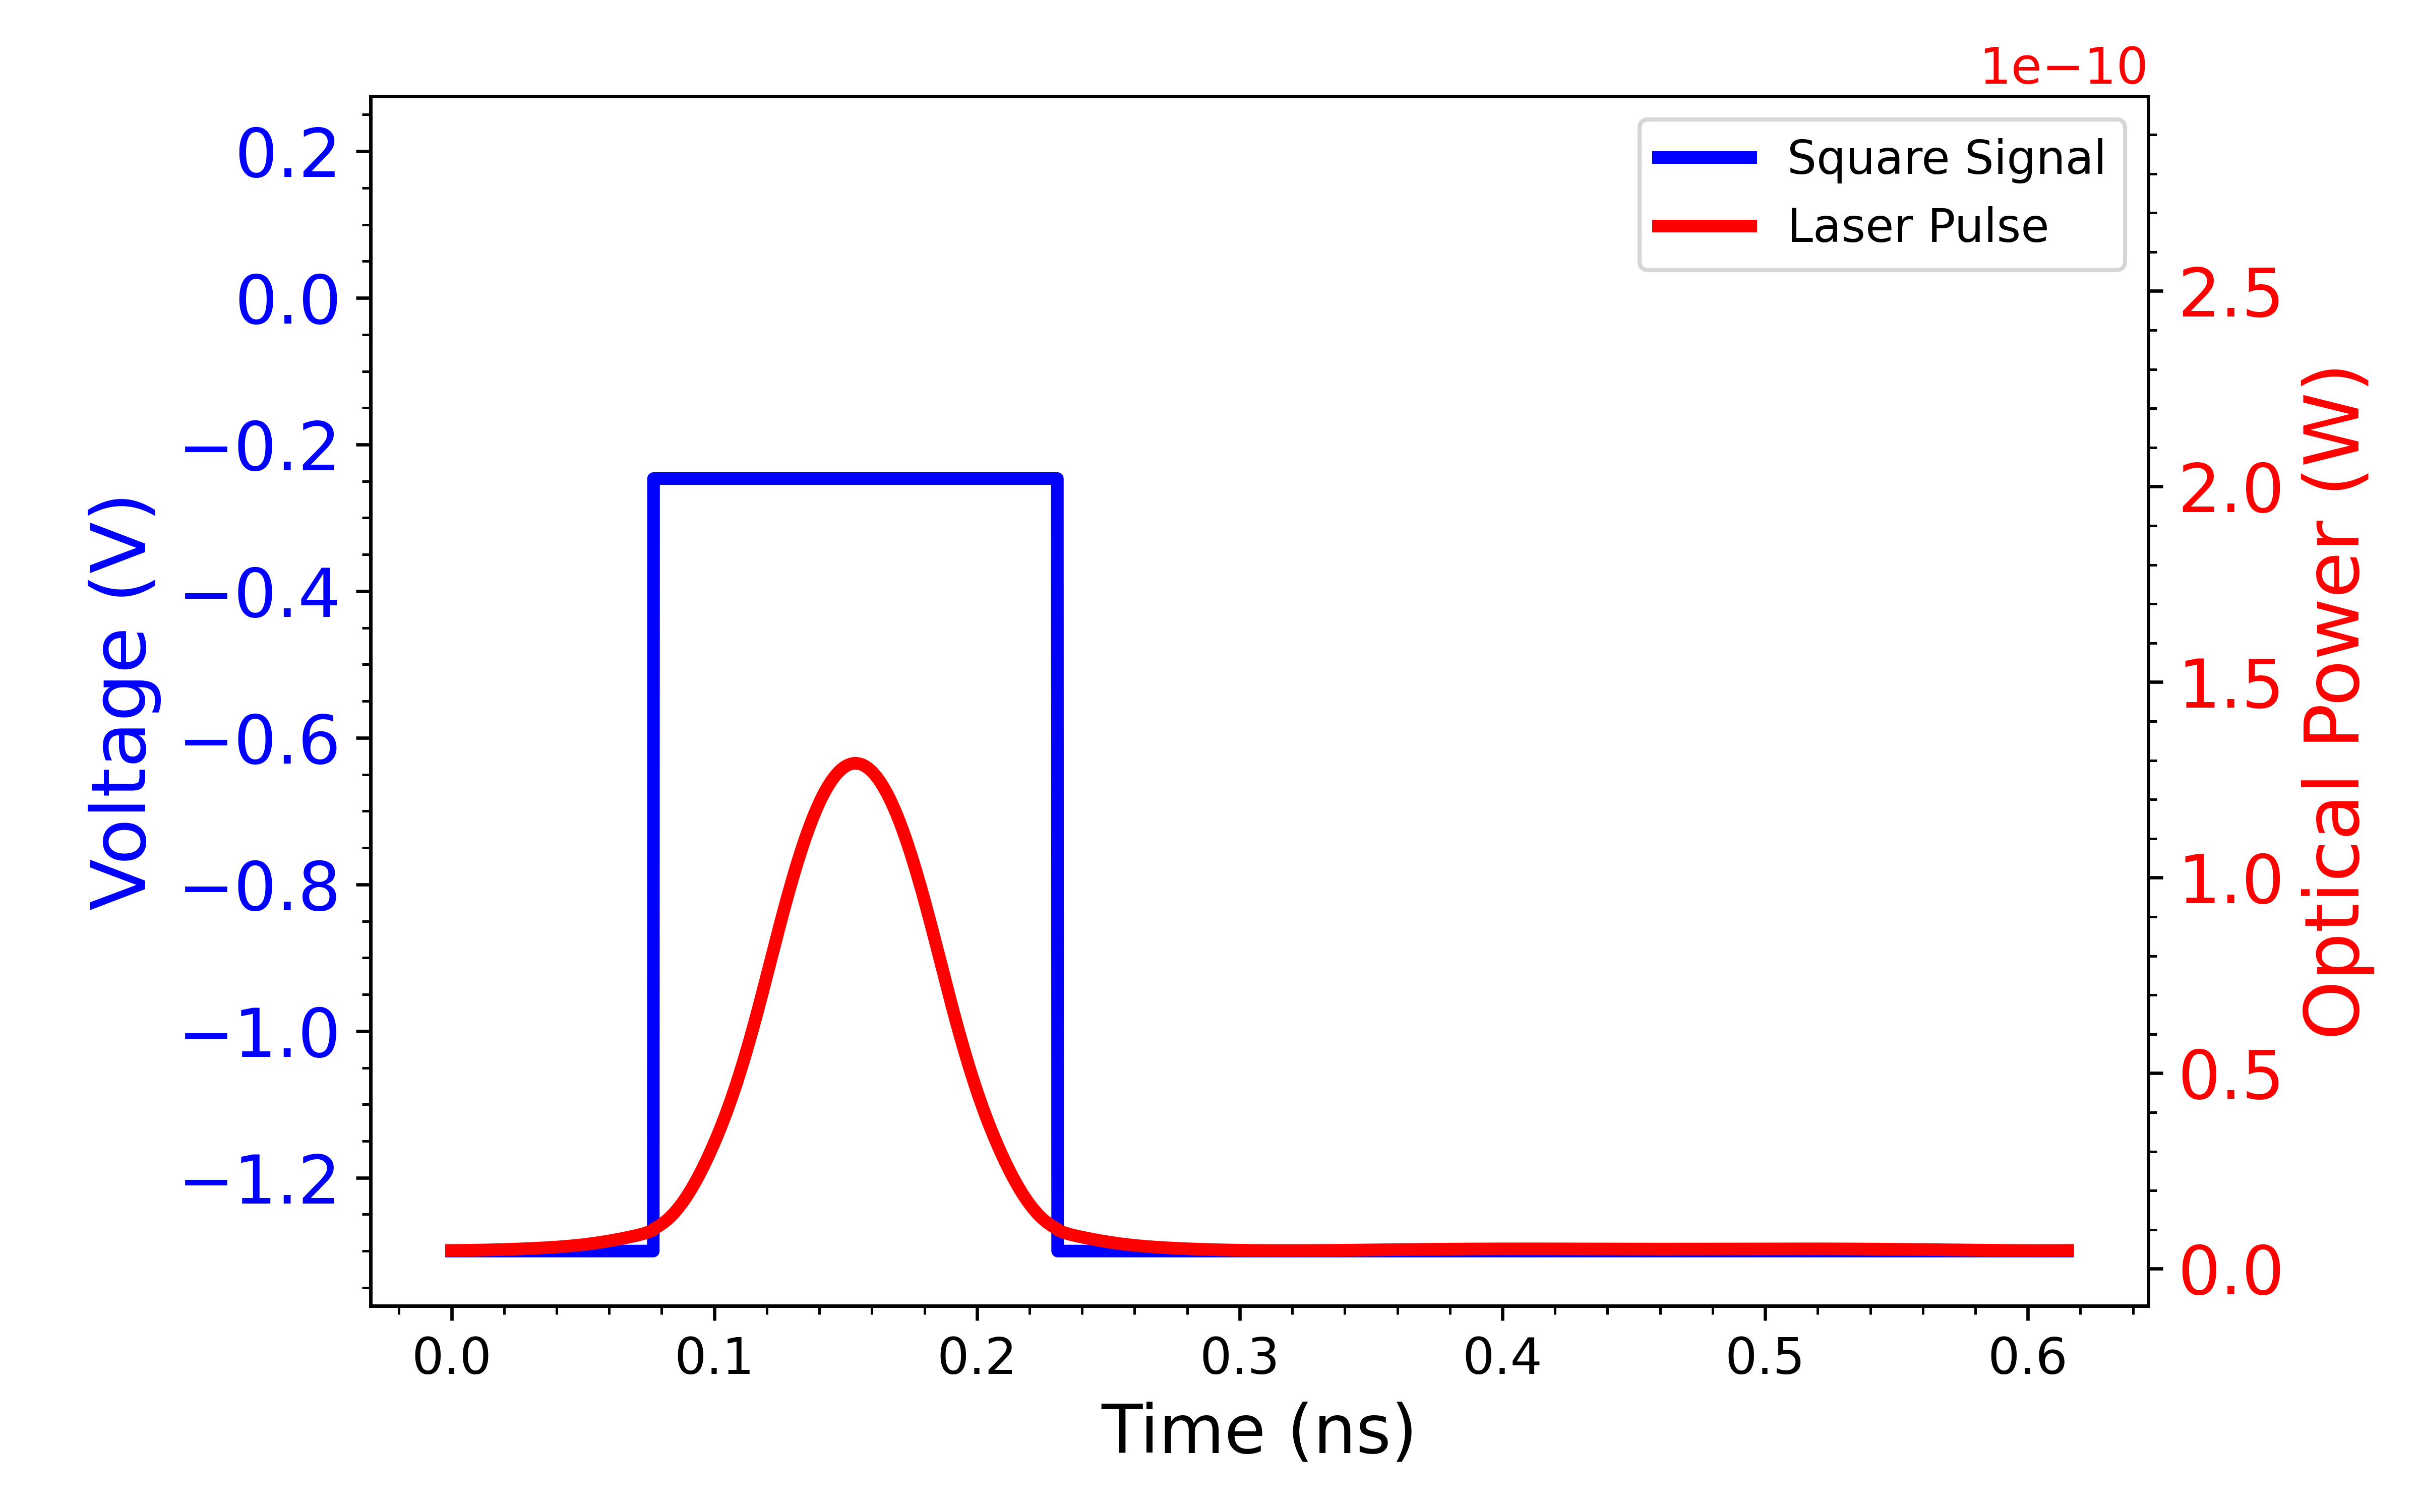 1e−10
Square Signal
Laser Pulse
Voltage (V)
0.2
0.0
−0.2
−0.4
−0.6
−0.8
−1.0
−1.2
2.5
2.0
1.5
1.0
0.5
0.0
Optical Power (W)
0.0 0.1 0.2 0.3 0.4 0.5 0.6
Time (ns)